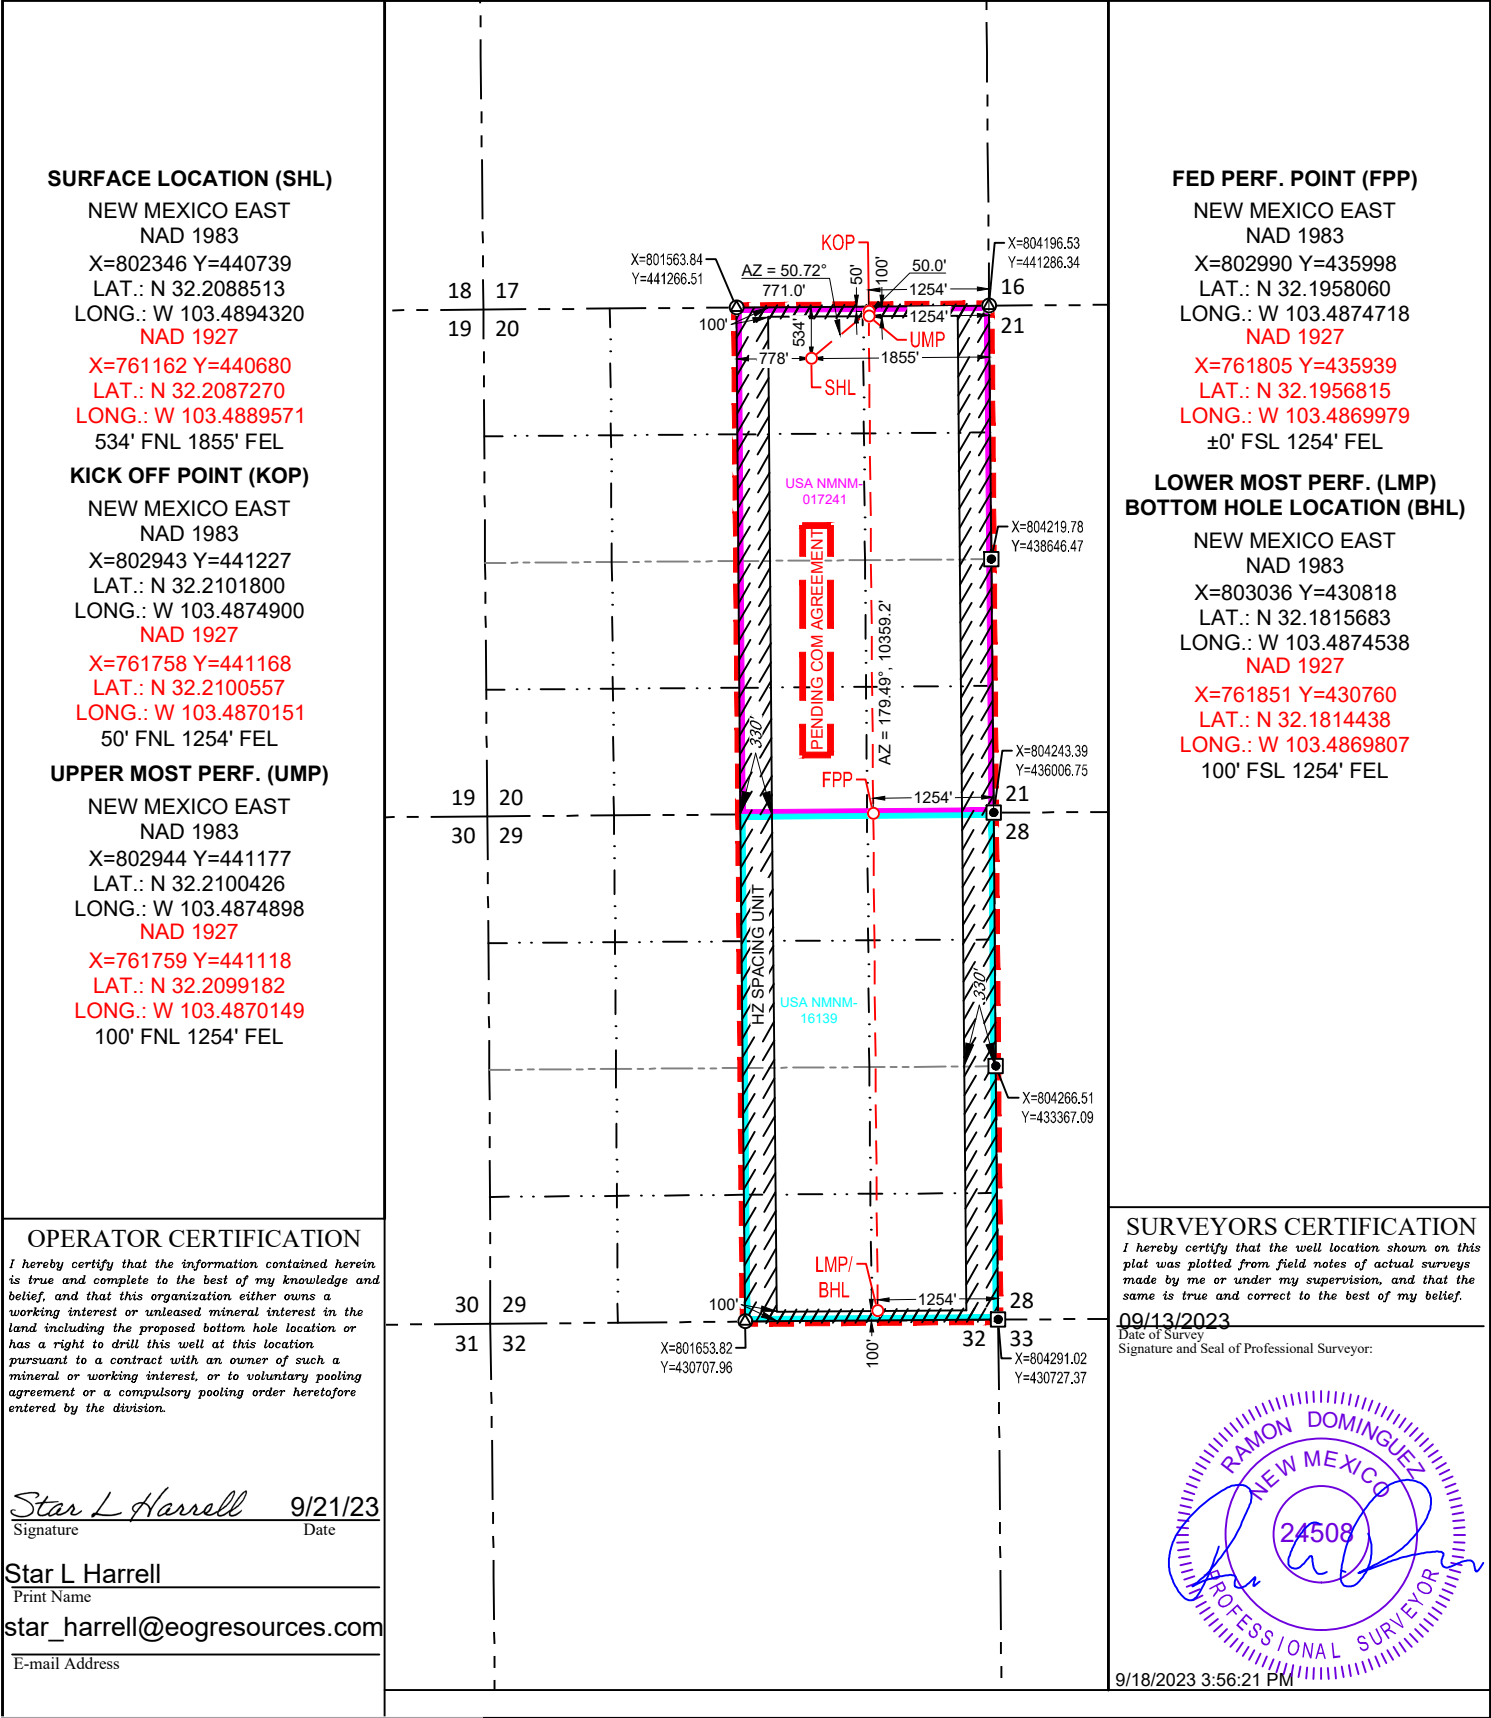 SURFACE LOCATION (SHL)
NEW MEXICO EAST
NAD 1983
X=802346 Y=440739
LAT.: N 32.2088513
LONG.: W 103.4894320
NAD 1927
X=761162 Y=440680
LAT.: N 32.2087270
LONG.: W 103.4889571
534' FNL 1855' FEL
KICK OFF POINT (KOP)
NEW MEXICO EAST
NAD 1983
X=802943 Y=441227
LAT.: N 32.2101800
LONG.: W 103.4874900
NAD 1927
X=761758 Y=441168
LAT.: N 32.2100557
LONG.: W 103.4870151
50' FNL 1254' FEL
UPPER MOST PERF. (UMP)
NEW MEXICO EAST
NAD 1983
X=802944 Y=441177
LAT.: N 32.2100426
LONG.: W 103.4874898
NAD 1927
X=761759 Y=441118
LAT.: N 32.2099182
LONG.: W 103.4870149
100' FNL 1254' FEL
OPERATOR CERTIFICATION
I hereby certify that the information contained herein
is true and complete to the best of my knowledge and
belief, and that this organization either owns a
working interest or unleased mineral interest in the
land including the proposed bottom hole location or
has a right to drill this well at this location
pursuant to a contract with an owner of such a
mineral or working interest, or to voluntary pooling
agreement or a compulsory pooling order heretofore
entered by the division.
Star L Harrell 9/21/23
Signature Date
Star L Harrell
Print Name
star_harrell@eogresources.com
E-mail Address
KOP
X=801563.84
Y=441266.51
AZ = 50.72°
771.0'
50'
100'
50.0'
1254'
X=804196.53
Y=441286.34
18 17
16
19 20
21
100'
534'
1254'
UMP
778'
1855'
SHL
USA NMNM-
017241
X=804219.78
Y=438646.47
PENDING COM AGREEMENT
AZ = 179.49°, 10359.2'
330'
X=804243.39
Y=436006.75
FPP
1254'
19 20
21
30 29
28
HZ SPACING UNIT
USA NMNM-
16139
330'
X=804266.51
Y=433367.09
LMP/
BHL
1254'
100'
30 29
28
31 32
32 33
100'
X=801653.82
Y=430707.96
X=804291.02
Y=430727.37
FED PERF. POINT (FPP)
NEW MEXICO EAST
NAD 1983
X=802990 Y=435998
LAT.: N 32.1958060
LONG.: W 103.4874718
NAD 1927
X=761805 Y=435939
LAT.: N 32.1956815
LONG.: W 103.4869979
±0' FSL 1254' FEL
LOWER MOST PERF. (LMP)
BOTTOM HOLE LOCATION (BHL)
NEW MEXICO EAST
NAD 1983
X=803036 Y=430818
LAT.: N 32.1815683
LONG.: W 103.4874538
NAD 1927
X=761851 Y=430760
LAT.: N 32.1814438
LONG.: W 103.4869807
100' FSL 1254' FEL
SURVEYORS CERTIFICATION
I hereby certify that the well location shown on this
plat was plotted from field notes of actual surveys
made by me or under my supervision, and that the
same is true and correct to the best of my belief.
09/13/2023
Date of Survey
Signature and Seal of Professional Surveyor:
RAMON DOMINGUEZ
NEW MEXICO
24508
PROFESSIONAL SURVEYOR
9/18/2023 3:56:21 PM